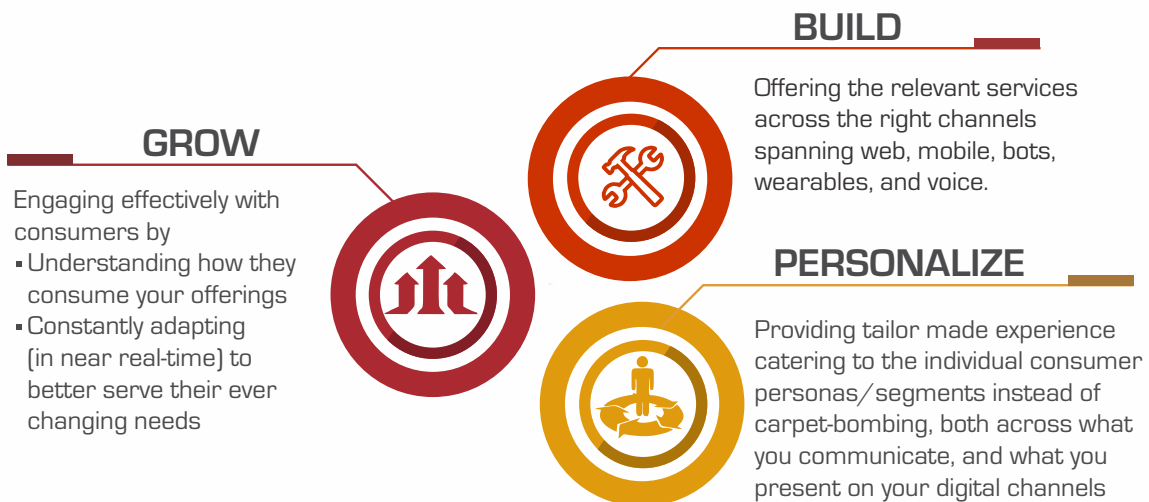 GROW
Engaging effectively with
consumers by
▪ Understanding how they
consume your offerings
▪ Constantly adapting
(in near real-time) to
better serve their ever
changing needs
BUILD
Offering the relevant services
across the right channels
spanning web, mobile, bots,
wearables, and voice.
PERSONALIZE
Providing tailor made experience
catering to the individual consumer
personas/segments instead of
carpet-bombing, both across what
you communicate, and what you
present on your digital channels